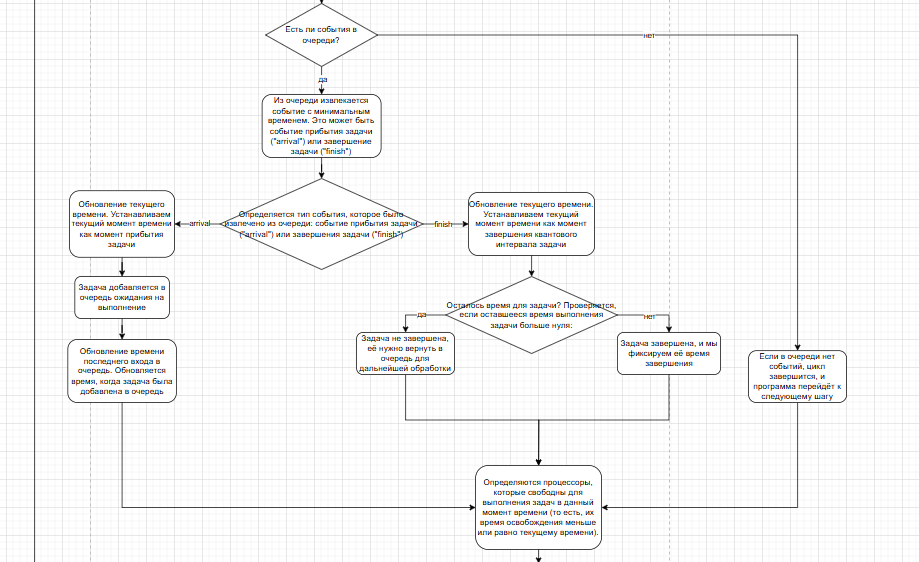 Есть ли события в
очереди?
нет
да
Из очереди извлекается
событие с минимальным
временем. Это может быть
событие прибытия задачи
("arrival") или завершение
задачи ("finish")
Определяется тип события, которое было
извлечено из очереди: событие прибытия задачи
("arrival") или завершения задачи ("finish")
arrival
finish
Обновление текущего
времени. Устанавливаем
текущий момент времени
как момент прибытия
задачи
Обновление текущего времени.
Устанавливаем текущий
момент времени как момент
завершения квантового
интервала задачи
Задача добавляется в
очередь ожидания на
выполнение
Осталось время для задачи? Проверяется,
если оставшееся время выполнения
задачи больше нуля:
да
нет
Обновление времени
последнего входа в
очередь. Обновляется
время, когда задача была
добавлена в очередь
Задача не завершена,
её нужно вернуть в
очередь для
дальнейшей обработки
Задача завершена, и мы
фиксируем её время
завершения
Если в очереди нет
событий, цикл
завершится, и
программа перейдёт к
следующему шагу
Определяются процессоры,
которые свободны для
выполнения задач в данный
момент времени (то есть, их
время освобождения меньше
или равно текущему времени).